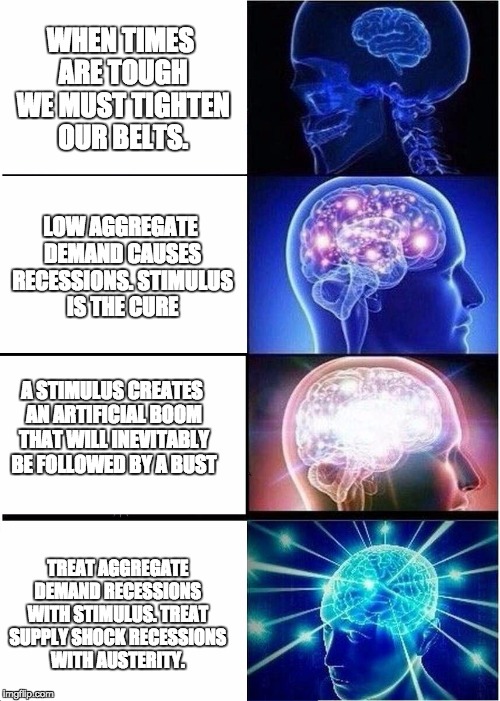 WHEN TIMES
ARE TOUGH
WE MUST TIGHTEN
OUR BELTS.
LOW AGGREGATE
DEMAND CAUSES
RECESSIONS. STIMULUS
IS THE CURE
A STIMULUS CREATES
AN ARTIFICIAL BOOM
THAT WILL INEVITABLY
BE FOLLOWED BY A BUST
TREAT AGGREGATE
DEMAND RECESSIONS
WITH STIMULUS. TREAT
SUPPLY SHOCK RECESSIONS
WITH AUSTERITY.
imgflip.com